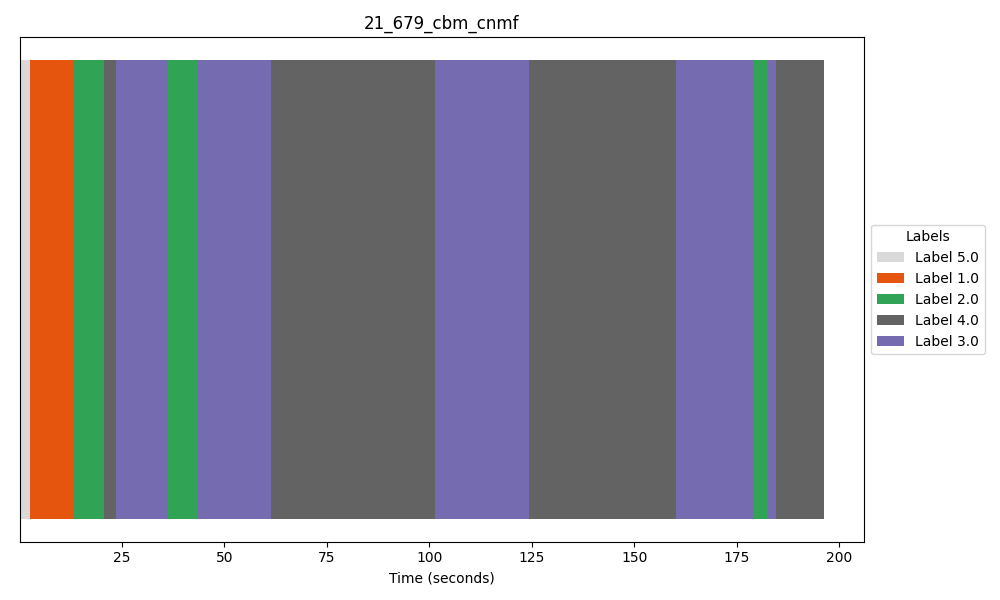 21_679_cbm_cnmf
Labels
Label 5.0
Label 1.0
Label 2.0
Label 4.0
Label 3.0
25 50 75 100 125 150 175 200
Time (seconds)